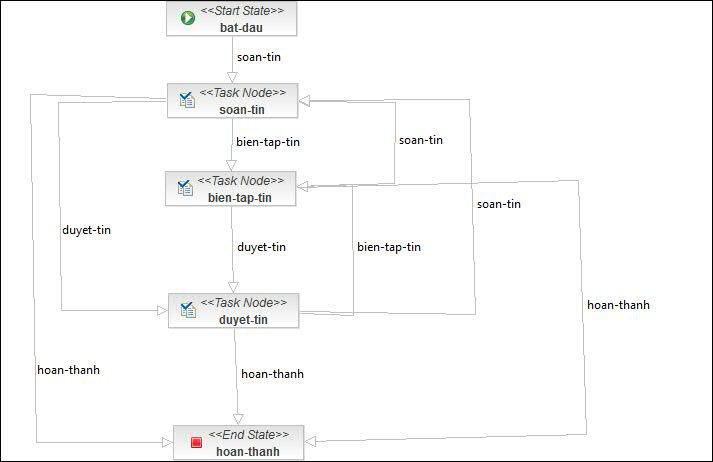 <<Start State>>
bat-dau
soan-tin
<<Task Node>>
soan-tin
bien-tap-tin
soan-tin
<<Task Node>>
bien-tap-tin
soan-tin
duyet-tin
duyet-tin
bien-tap-tin
<<Task Node>>
duyet-tin
hoan-thanh
hoan-thanh
hoan-thanh
<<End State>>
hoan-thanh